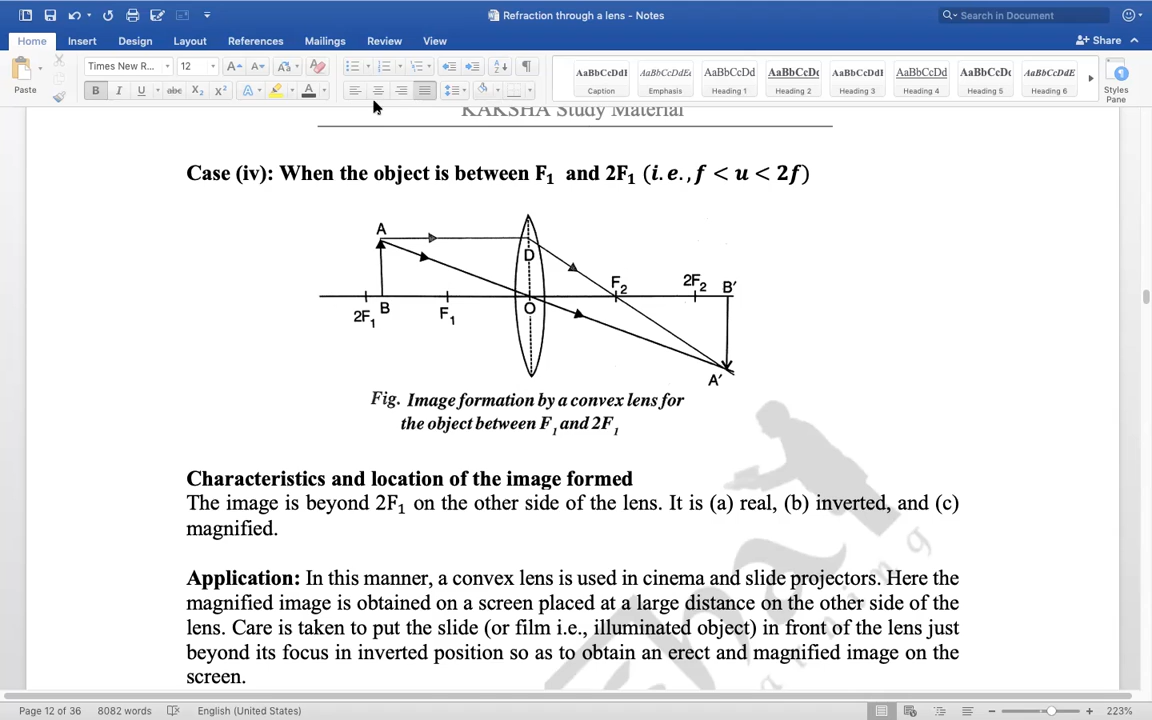 Refraction through a lens - Notes
Search in Document
Home Insert Design Layout References Mailings Review View
Share
Paste
Times New R... 12
AaBbCcDdI AaBbCcDdEe AaBbCcDd AaBbCcDc AaBbCcDdI AaBbCcDd AaBbCcDc AaBbCcDdE
Caption Emphasis Heading 1 Heading 2 Heading 3 Heading 4 Heading 5 Heading 6
Styles
Pane
KAKSHA Study Material
Case (iv): When the object is between F₁ and 2F₁ (i.e., f < u < 2f)
A
D
F₂ 2F₂ B′
2F₁ B F₁ O
A′
Fig. Image formation by a convex lens for
the object between F₁ and 2F₁
Characteristics and location of the image formed
The image is beyond 2F₁ on the other side of the lens. It is (a) real, (b) inverted, and (c)
magnified.
Application: In this manner, a convex lens is used in cinema and slide projectors. Here the
magnified image is obtained on a screen placed at a large distance on the other side of the
lens. Care is taken to put the slide (or film i.e., illuminated object) in front of the lens just
beyond its focus in inverted position so as to obtain an erect and magnified image on the
screen.
Page 12 of 36 8082 words English (United States) 223%